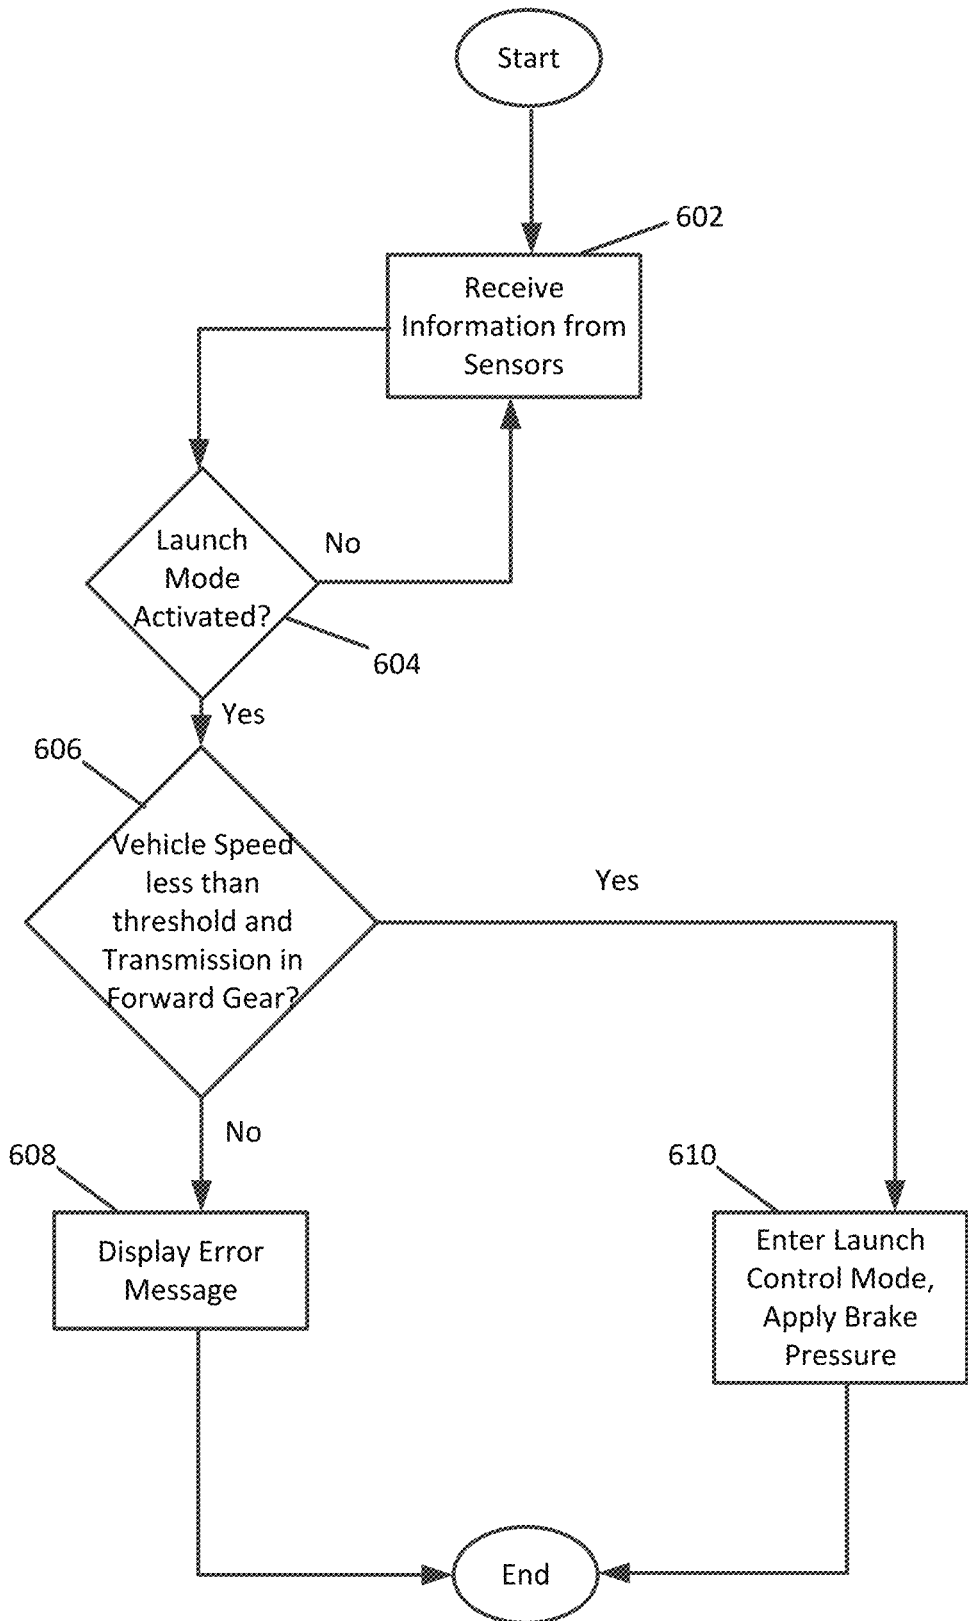 Start
602
Receive
Information from
Sensors
Launch
Mode
Activated?
No
604
Yes
606
Vehicle Speed
less than
threshold and
Transmission in
Forward Gear?
Yes
No
608
610
Display Error
Message
Enter Launch
Control Mode,
Apply Brake
Pressure
End